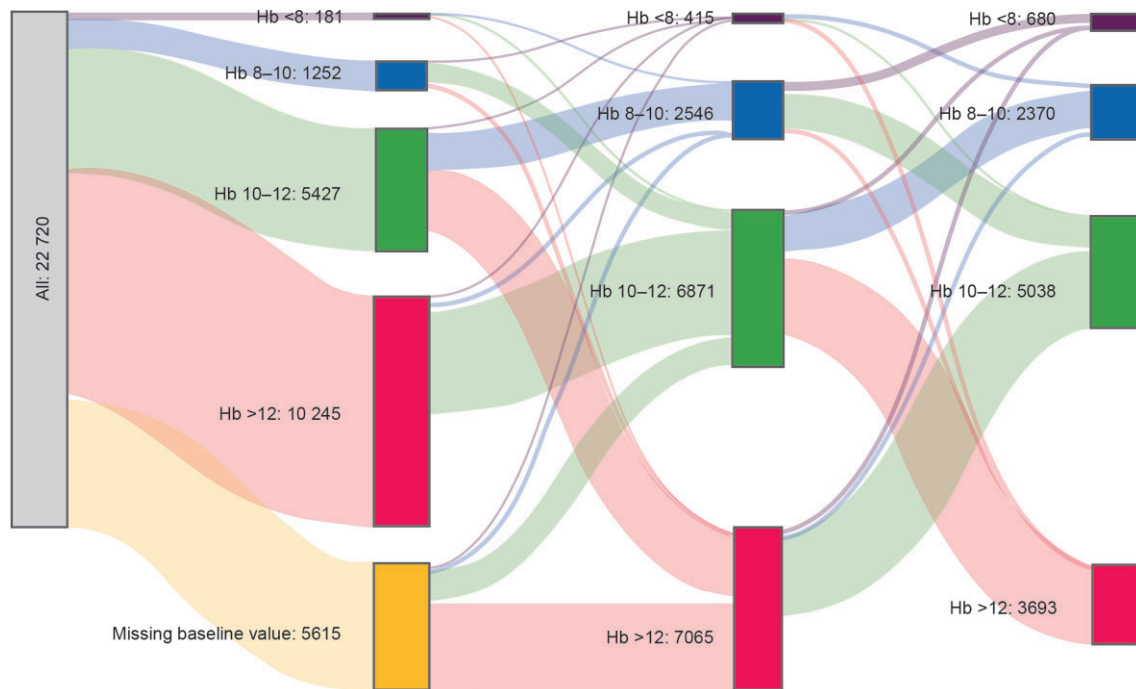 All: 22 720
Hb <8: 181
Hb 8–10: 1252
Hb 10–12: 5427
Hb >12: 10 245
Missing baseline value: 5615
Hb <8: 415
Hb 8–10: 2546
Hb 10–12: 6871
Hb >12: 7065
Hb <8: 680
Hb 8–10: 2370
Hb 10–12: 5038
Hb >12: 3693